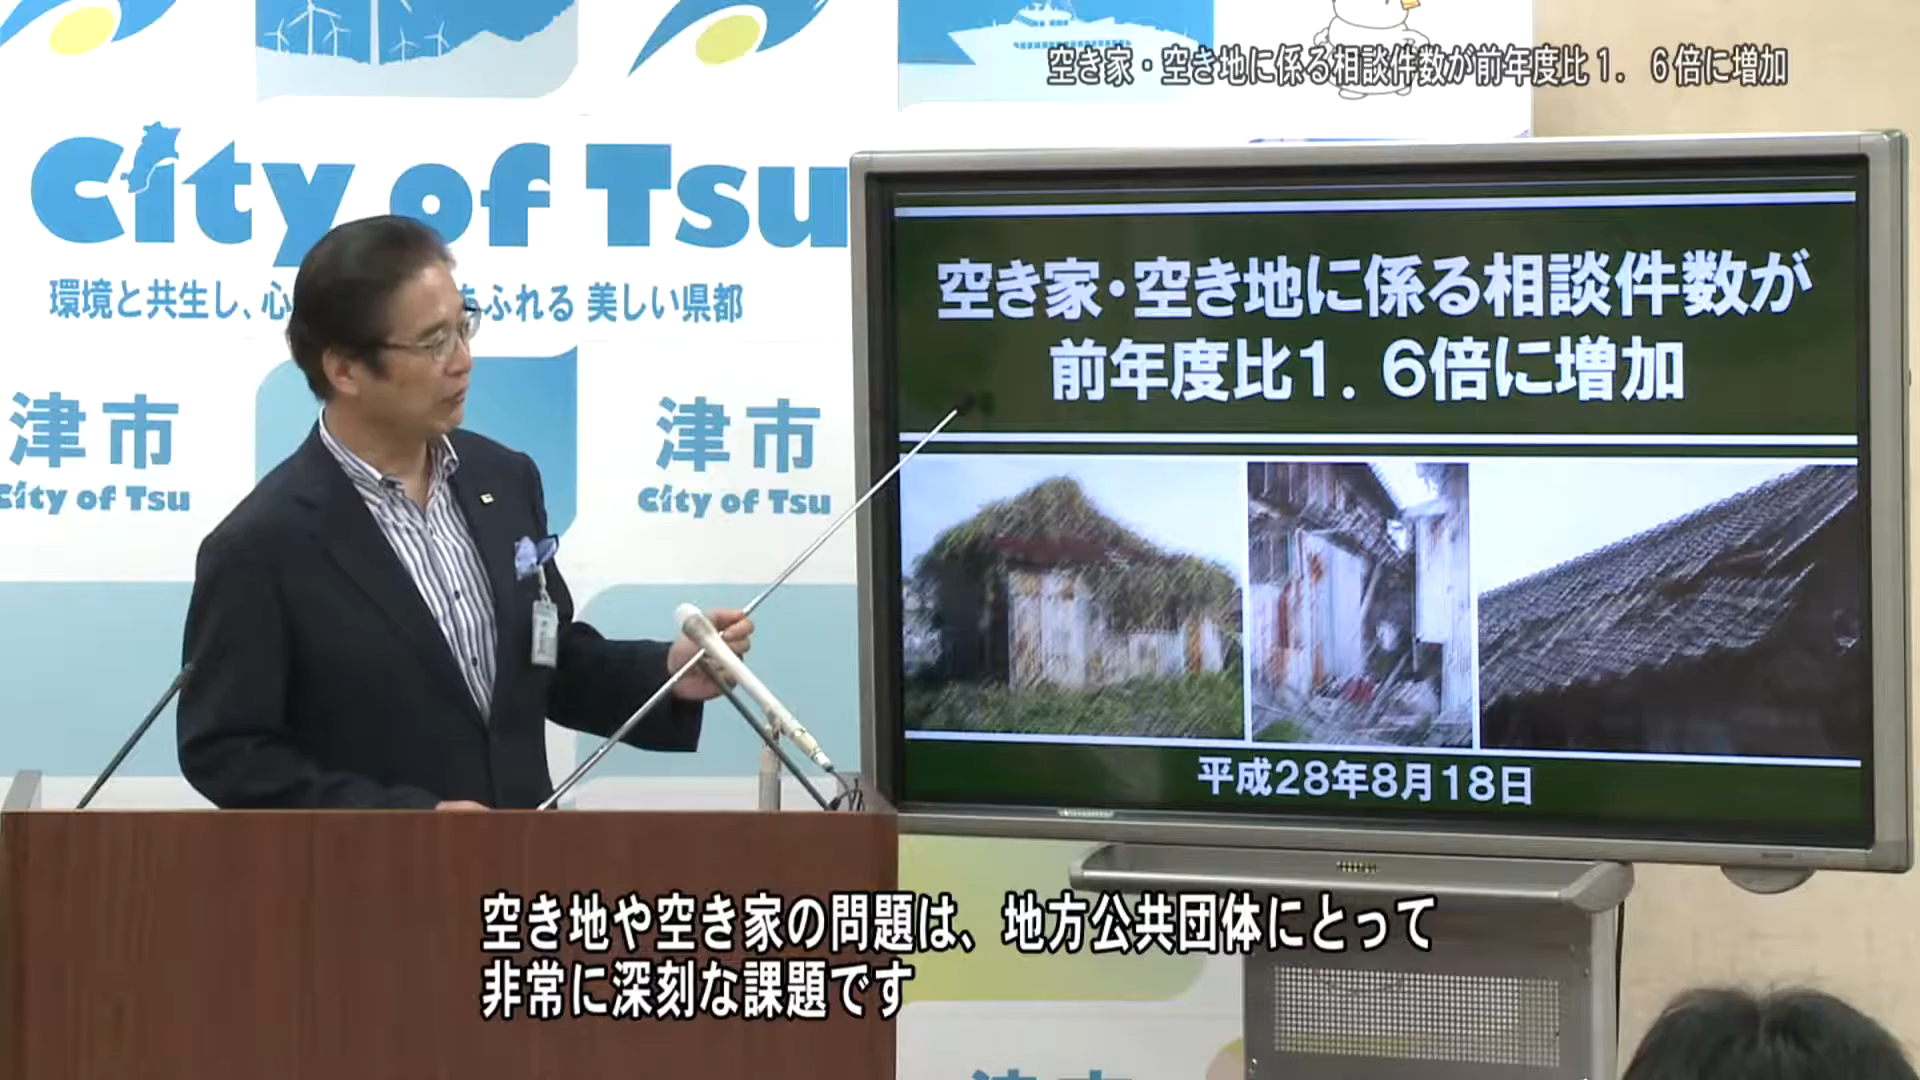 空き家・空き地に係る相談件数が前年度比１．６倍に増加
City of Tsu
環境と共生し、心
あふれる 美しい県都
津市
City of Tsu
津市
City of Tsu
空き家・空き地に係る相談件数が
前年度比１．６倍に増加
平成28年8月18日
空き地や空き家の問題は、地方公共団体にとって
非常に深刻な課題です